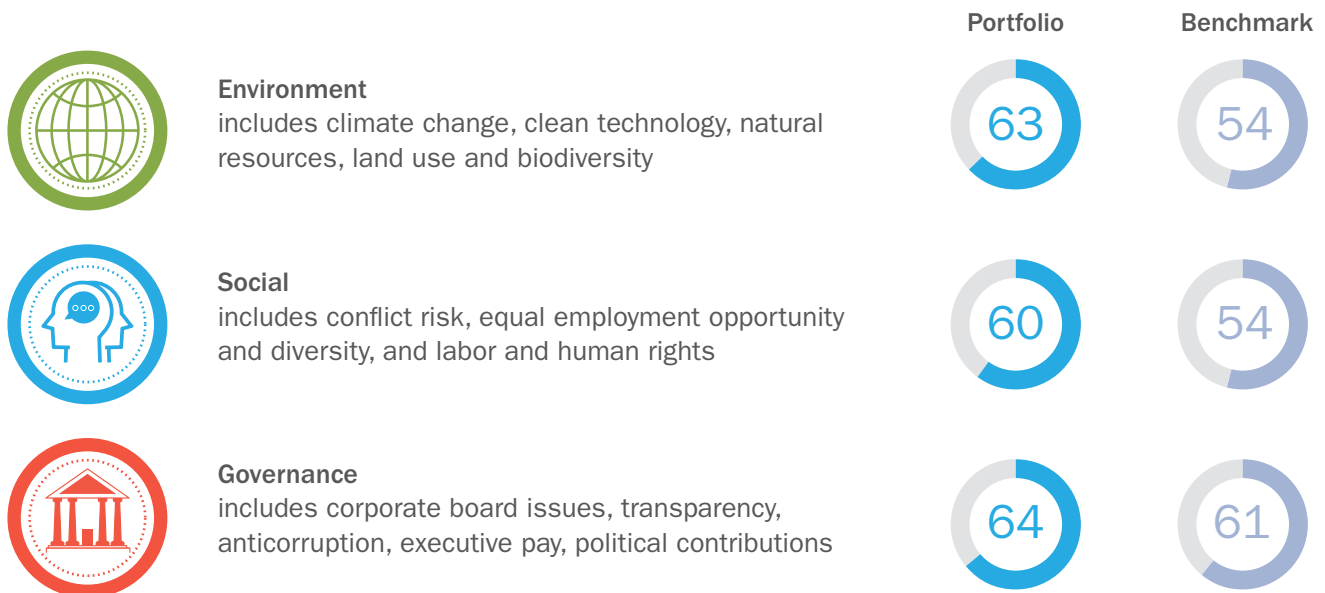 Portfolio Benchmark
Environment
includes climate change, clean technology, natural
resources, land use and biodiversity
63 54
Social
includes conflict risk, equal employment opportunity
and diversity, and labor and human rights
60 54
Governance
includes corporate board issues, transparency,
anticorruption, executive pay, political contributions
64 61